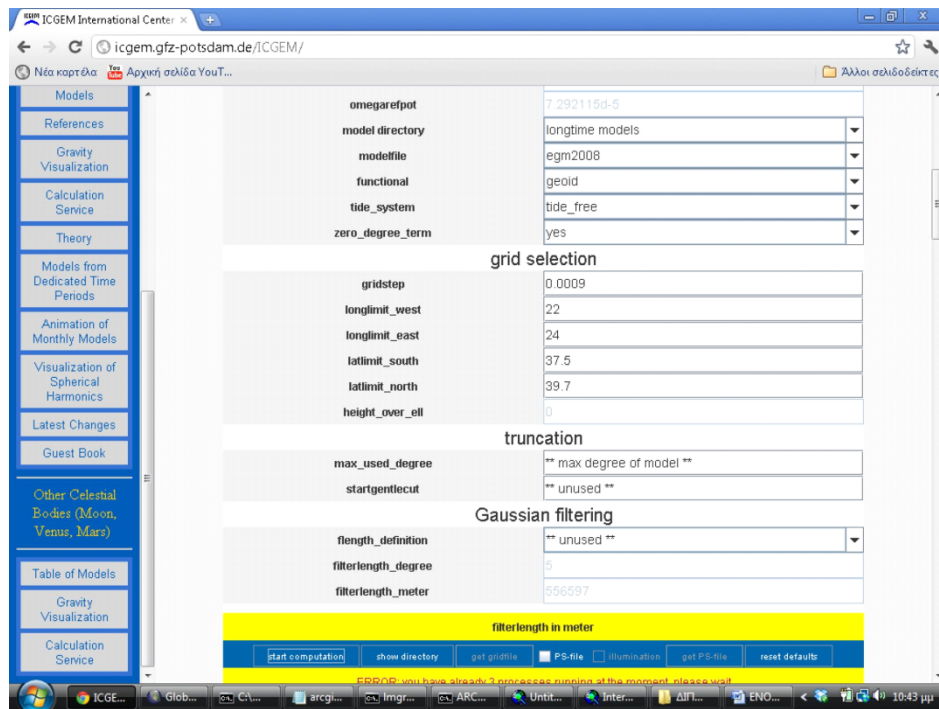 ICGEM International Center
icgem.gfz-potsdam.de/ICGEM/
Νέα καρτέλα
Αρχική σελίδα YouT...
Άλλοι σελιδοδείκτες
Models
References
Gravity
Visualization
Calculation
Service
Theory
Models from
Dedicated Time
Periods
Animation of
Monthly Models
Visualization of
Spherical
Harmonics
Latest Changes
Guest Book
Other Celestial
Bodies (Moon,
Venus, Mars)
Table of Models
Gravity
Visualization
Calculation
Service
omegarefpot 7.292115d-5
model directory longtime models
modelfile egm2008
functional geoid
tide_system tide_free
zero_degree_term yes
grid selection
gridstep 0.0009
longlimit_west 22
longlimit_east 24
latlimit_south 37.5
latlimit_north 39.7
height_over_ell 0
truncation
max_used_degree ** max degree of model **
startgentlecut ** unused **
Gaussian filtering
flength_definition ** unused **
filterlength_degree 5
filterlength_meter 556597
filterlength in meter
start computation show directory get gridfile PS-file illumination get PS-file reset defaults
ERROR: you have already 3 processes running at the moment, please wait
ICGE... Glob... C:\... arcgi... Imgr... ARC... Untit... Inter... ΔΙΠ... ENO... 10:43 μμ